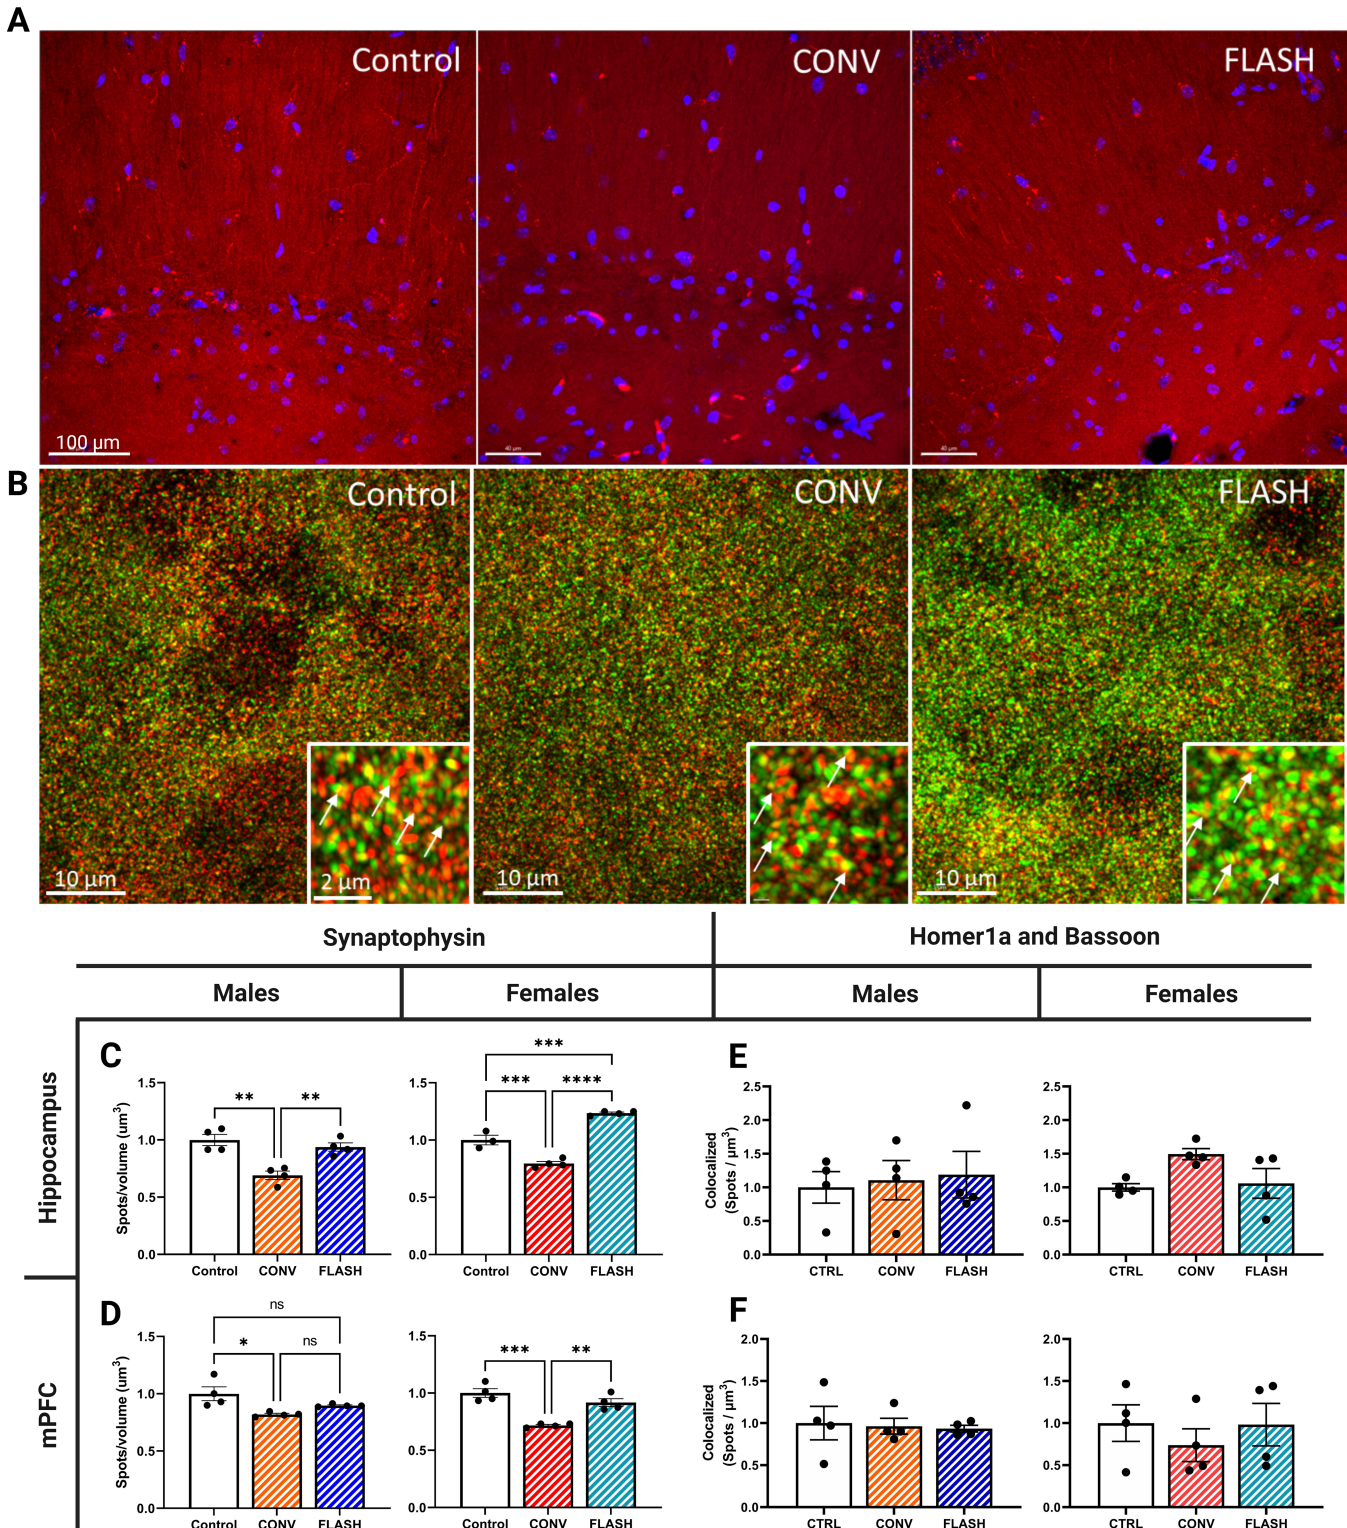 A
Control
CONV
FLASH
100 µm
40 µm
40 µm
B
Control
CONV
FLASH
10 µm
2 µm
10 µm
10 µm
Synaptophysin
Homer1a and Bassoon
Males
Females
Males
Females
Hippocampus
mPFC
C
Spots/volume (um³)
1.5
1.0
0.5
0.0
**
**
Control
CONV
FLASH
1.5
1.0
0.5
0.0
***
***
****
Control
CONV
FLASH
E
Colocalized
(Spots / µm³)
2.5
2.0
1.5
1.0
0.5
0.0
CTRL
CONV
FLASH
2.5
2.0
1.5
1.0
0.5
0.0
CTRL
CONV
FLASH
D
Spots/volume (um³)
1.5
1.0
0.5
0.0
ns
*
ns
Control
CONV
FLASH
1.5
1.0
0.5
0.0
***
**
Control
CONV
FLASH
F
Colocalized
(Spots / µm³)
2.0
1.5
1.0
0.5
0.0
CTRL
CONV
FLASH
2.0
1.5
1.0
0.5
0.0
CTRL
CONV
FLASH